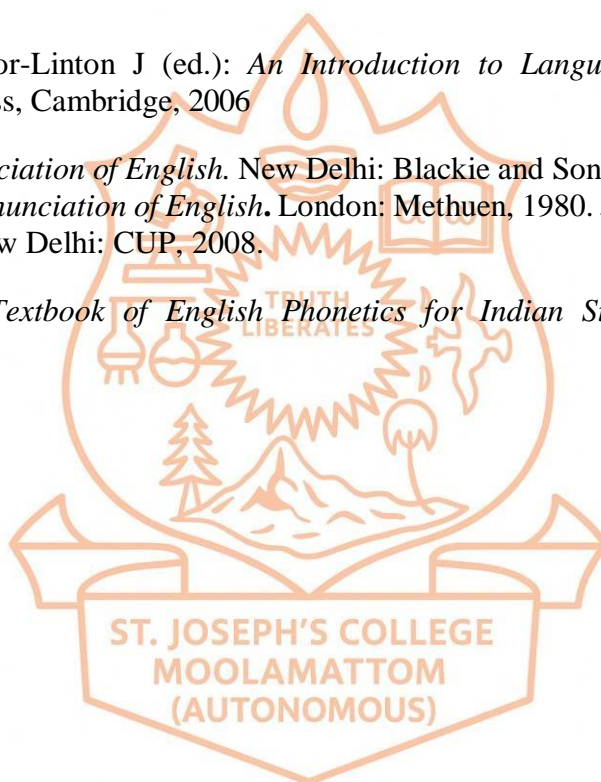 or-Linton J (ed.): An Introduction to Langu
ss, Cambridge, 2006
ciation of English. New Delhi: Blackie and Son
nunciation of English. London: Methuen, 1980.
w Delhi: CUP, 2008.
Textbook of English Phonetics for Indian S
TRUTH
LIBERATES
ST. JOSEPH'S COLLEGE
MOOLAMATTOM
(AUTONOMOUS)